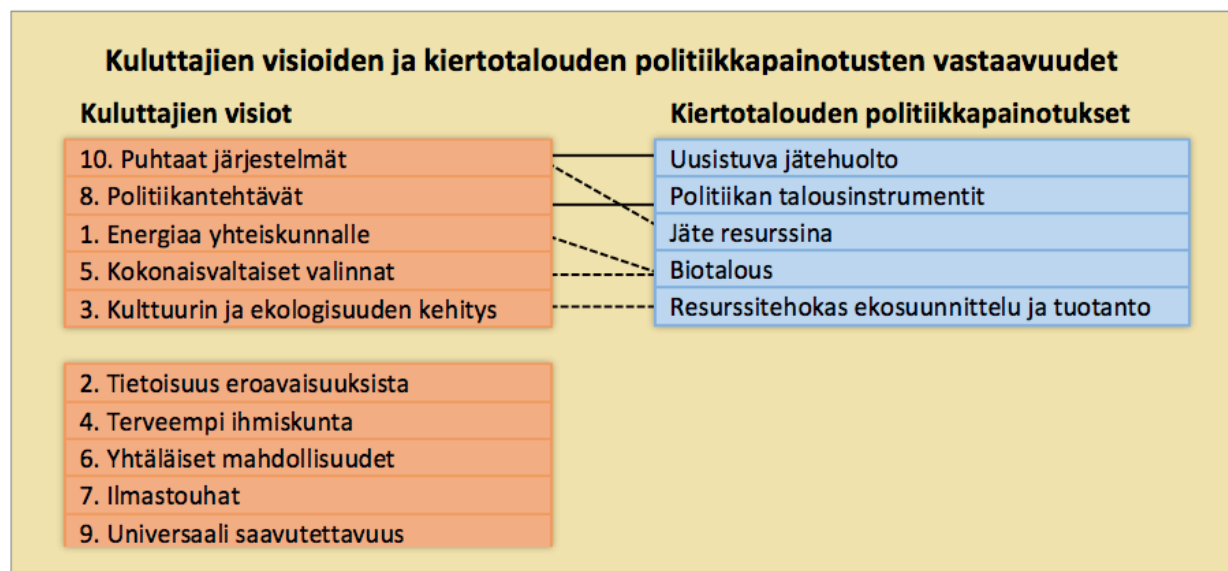 Kuluttajien visioiden ja kiertotalouden politiikkapainotusten vastaavuudet
Kuluttajien visiot
10. Puhtaat järjestelmät
8. Politiikantehtävät
1. Energiaa yhteiskunnalle
5. Kokonaisvaltaiset valinnat
3. Kulttuurin ja ekologisuuden kehitys
2. Tietoisuus eroavaisuuksista
4. Terveempi ihmiskunta
6. Yhtäläiset mahdollisuudet
7. Ilmastouhat
9. Universaali saavutettavuus
Kiertotalouden politiikkapainotukset
Uusistuva jätehuolto
Politiikan talousinstrumentit
Jäte resurssina
Biotalous
Resurssitehokas ekosuunnittelu ja tuotanto